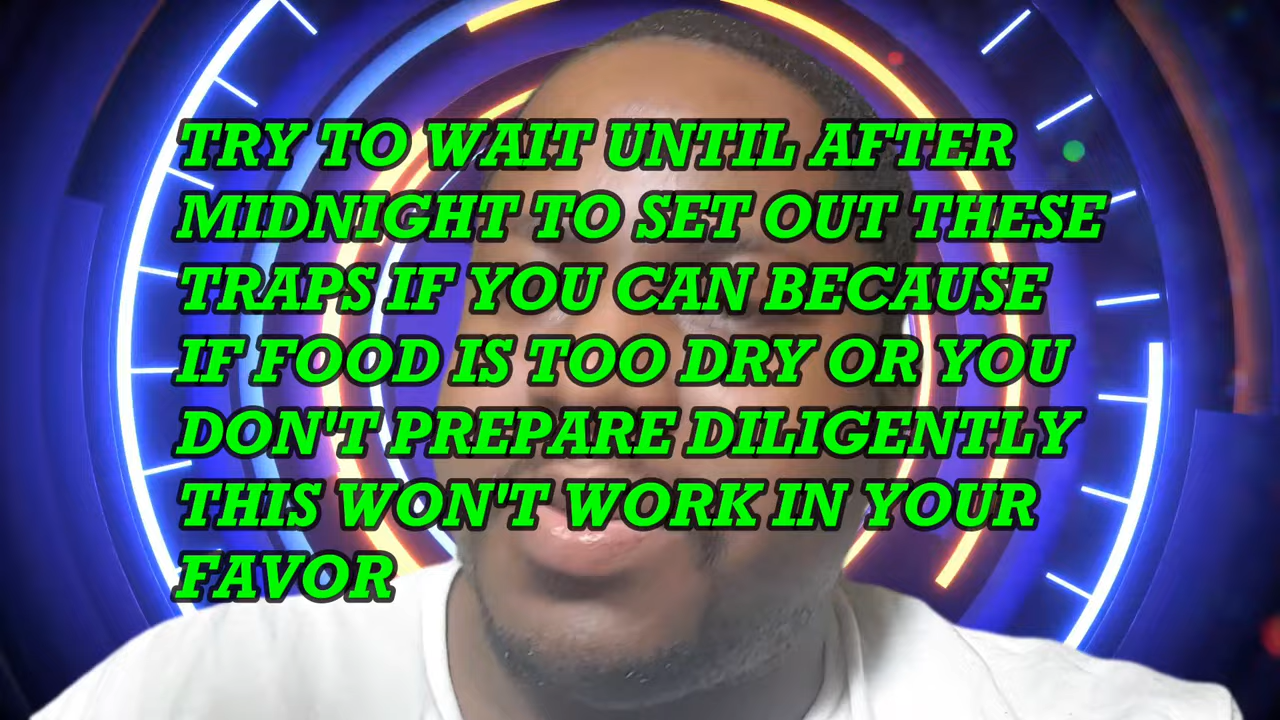 TRY TO WAIT UNTIL AFTER
MIDNIGHT TO SET OUT THESE
TRAPS IF YOU CAN BECAUSE
IF FOOD IS TOO DRY OR YOU
DON'T PREPARE DILIGENTLY
THIS WON'T WORK IN YOUR
FAVOR